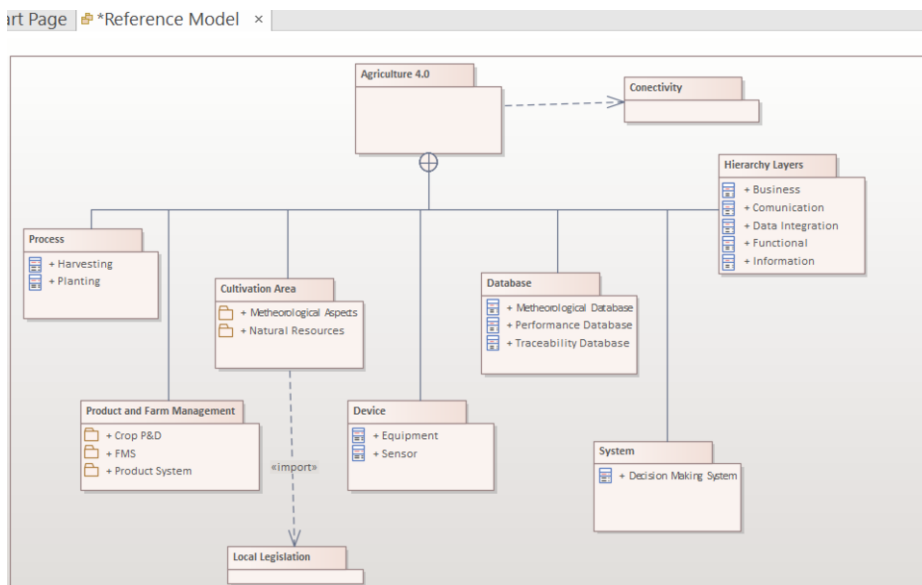 art Page
*Reference Model ×
Agriculture 4.0
Conectivity
Hierarchy Layers
+ Business
+ Comunication
+ Data Integration
+ Functional
+ Information
Process
+ Harvesting
+ Planting
Cultivation Area
+ Metheorological Aspects
+ Natural Resources
Database
+ Metheorological Database
+ Performance Database
+ Traceability Database
Product and Farm Management
+ Crop P&D
+ FMS
+ Product System
Device
+ Equipment
+ Sensor
System
+ Decision Making System
«import»
Local Legislation